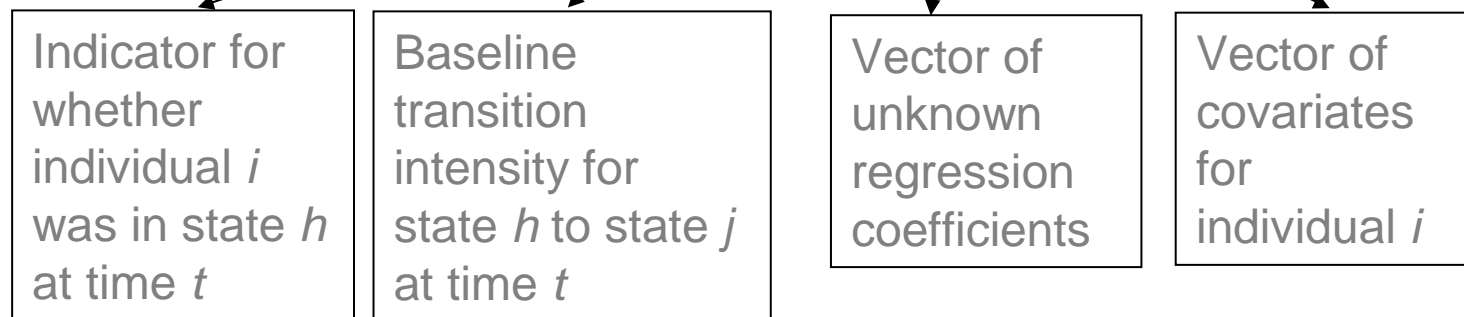 Indicator for
whether
individual i
was in state h
at time t
Baseline
transition
intensity for
state h to state j
at time t
Vector of
unknown
regression
coefficients
Vector of
covariates
for
individual i